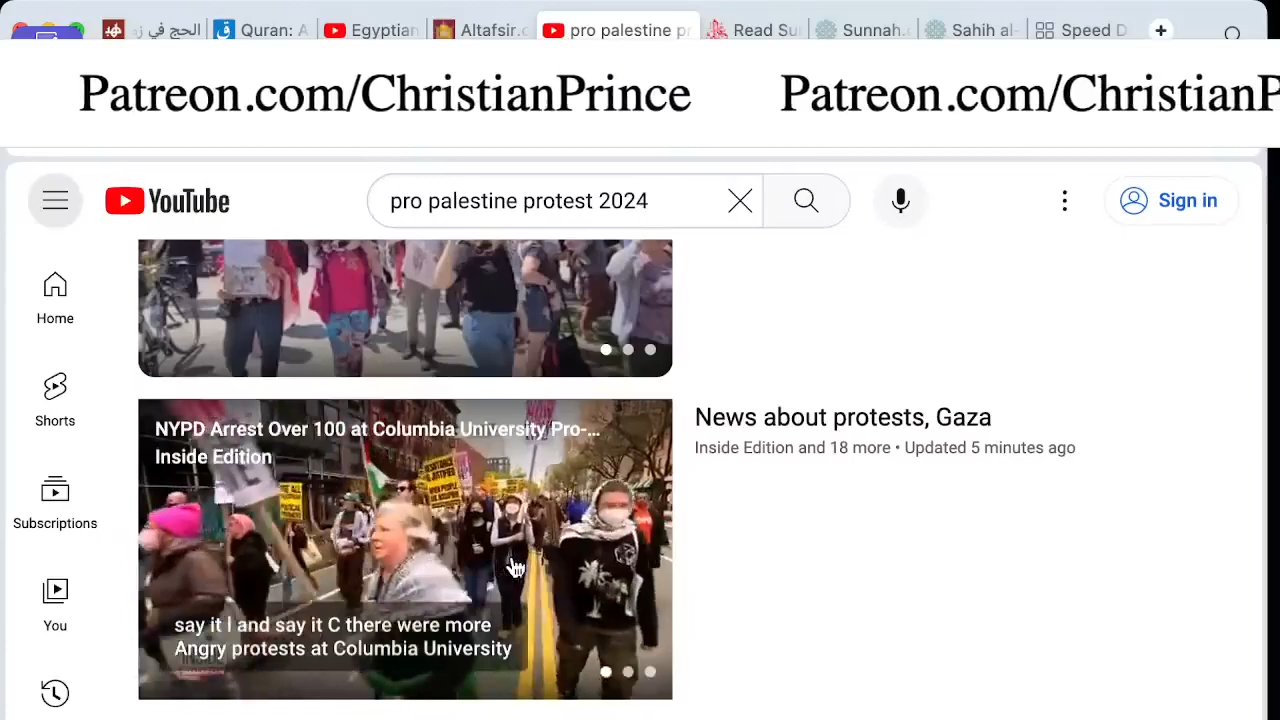 الحج في زم
Quran: A
Egyptian
Altafsir.c
pro palestine pr
Read Su
Sunnah.
Sahih al-
Speed D
Patreon.com/ChristianPrince
Patreon.com/ChristianP
YouTube
pro palestine protest 2024
Sign in
Home
Shorts
Subscriptions
You
NYPD Arrest Over 100 at Columbia University Pro-...
Inside Edition
say it I and say it C there were more
Angry protests at Columbia University
News about protests, Gaza
Inside Edition and 18 more • Updated 5 minutes ago